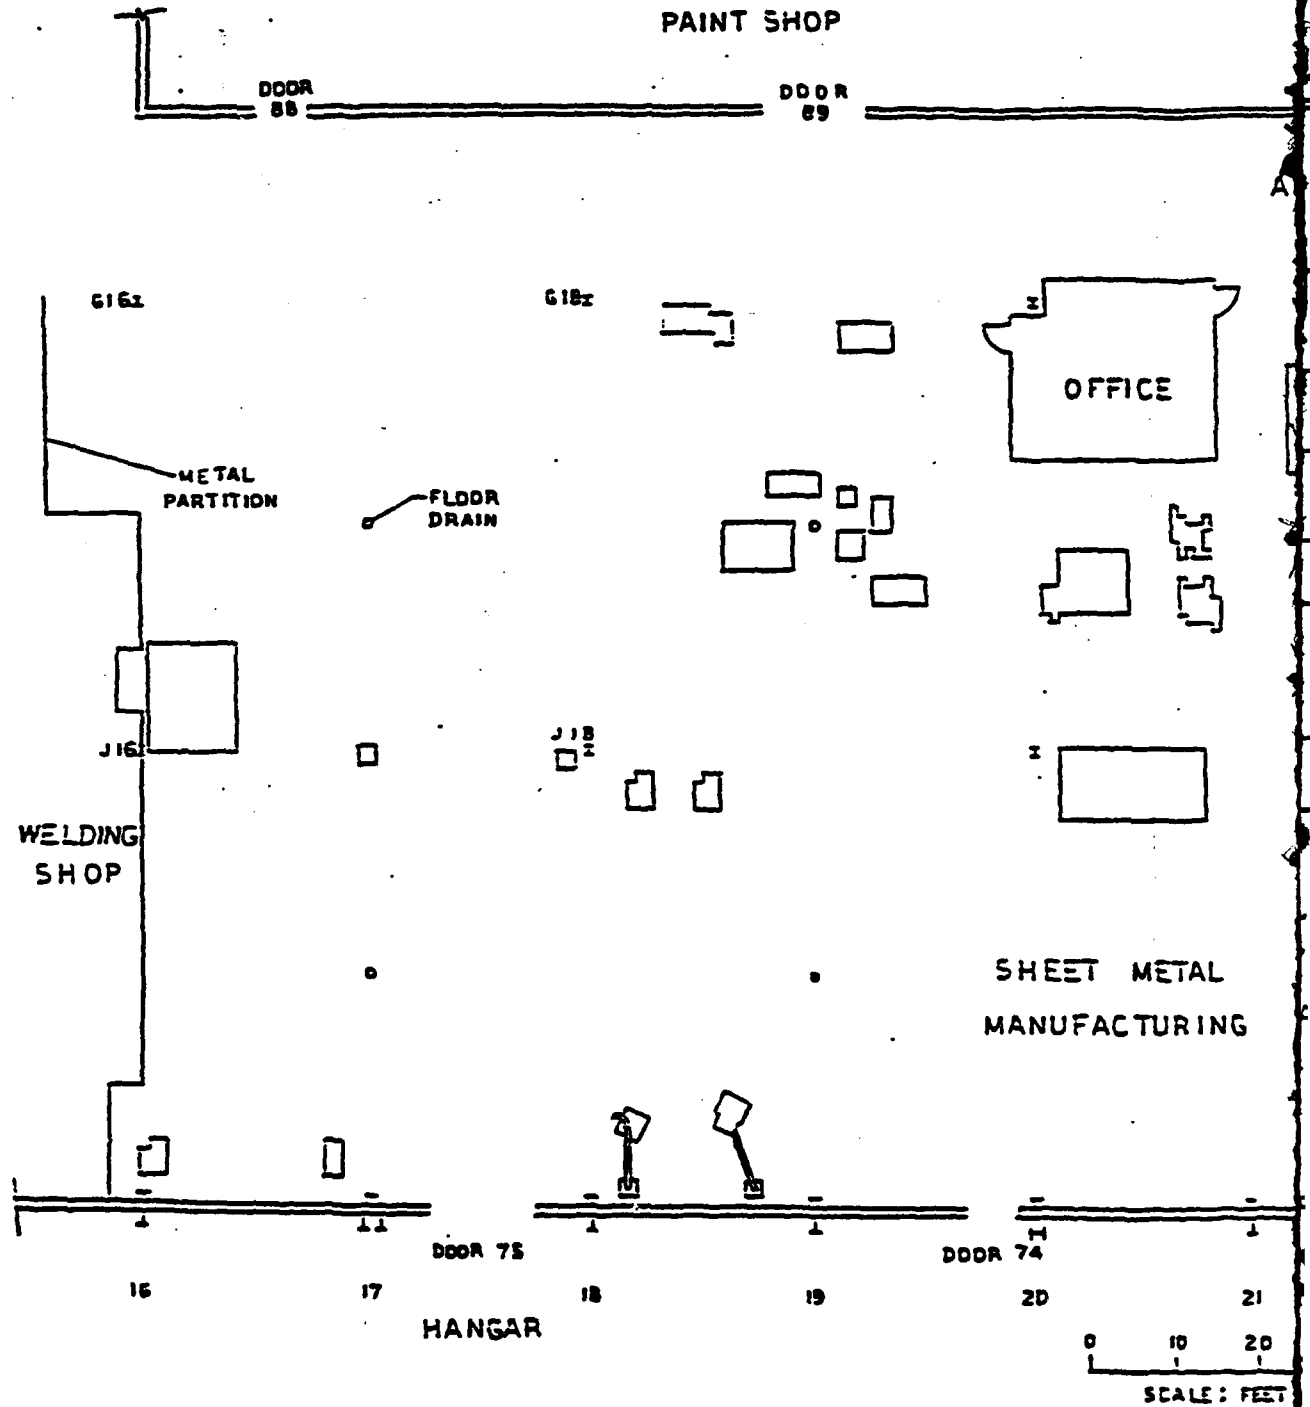 PAINT SHOP
DOOR
88
DOOR
89
A
G16
G18
OFFICE
METAL
PARTITION
FLOOR
DRAIN
J16
J18
WELDING
SHOP
SHEET METAL
MANUFACTURING
DOOR 75
DOOR 74
16
17
18
19
20
21
HANGAR
0 10 20
SCALE: FEET